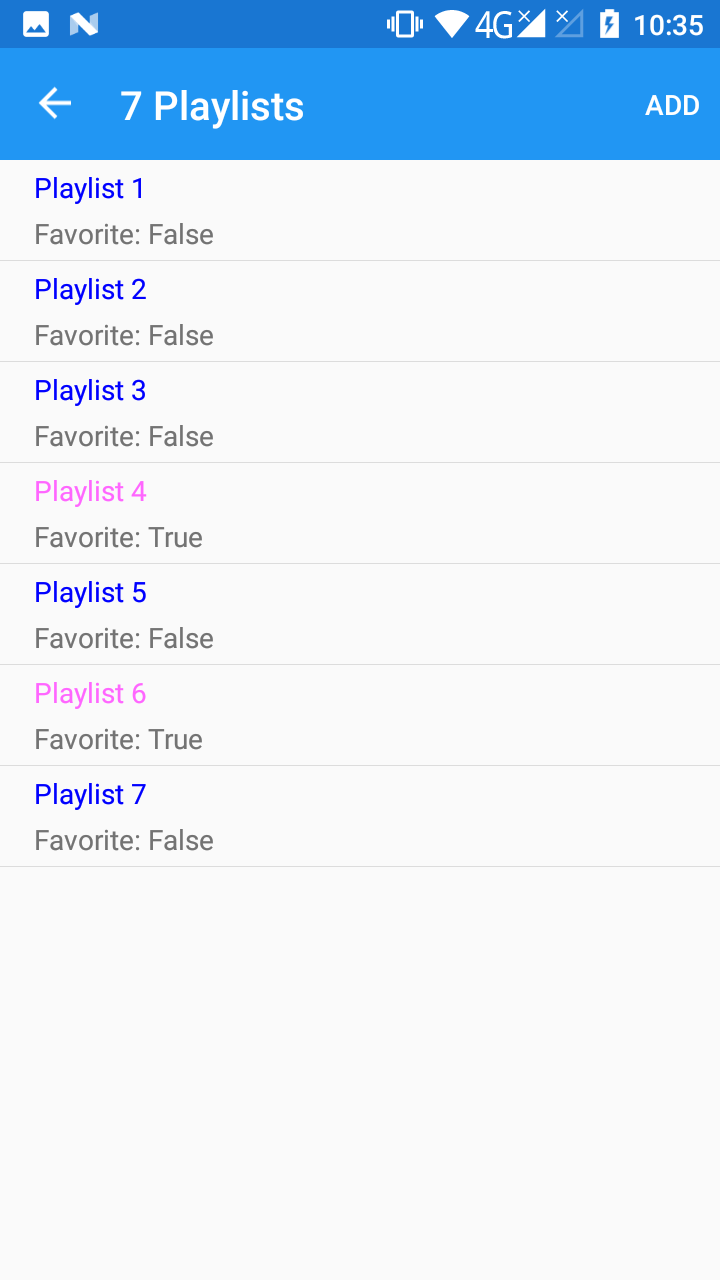 4G 10:35
7 Playlists ADD
Playlist 1
Favorite: False
Playlist 2
Favorite: False
Playlist 3
Favorite: False
Playlist 4
Favorite: True
Playlist 5
Favorite: False
Playlist 6
Favorite: True
Playlist 7
Favorite: False